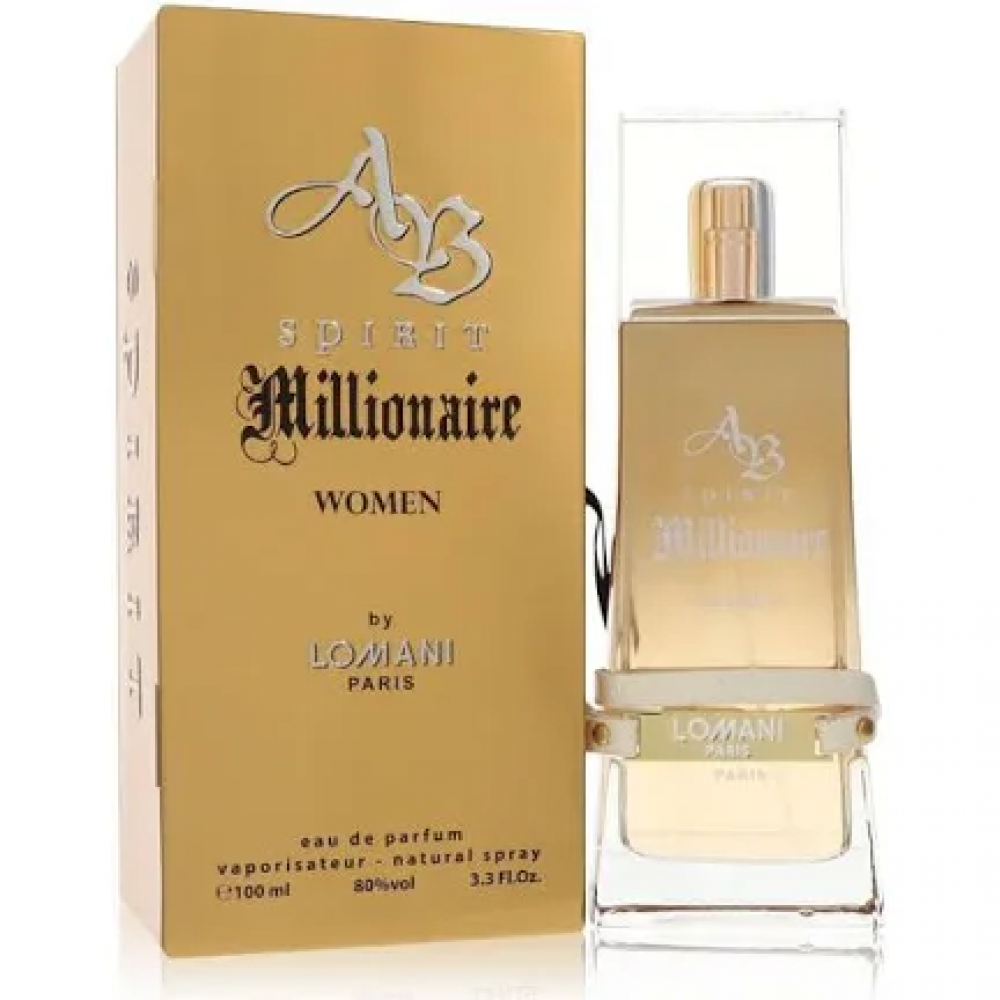 AB
SPIRIT
Millionaire
WOMEN
by
LOMANI
PARIS
eau de parfum
vaporisateur - natural spray
℮100 ml 80%vol 3.3 Fl.Oz.
AB
SPIRIT
Millionaire
LOMANI
PARIS
PARIS